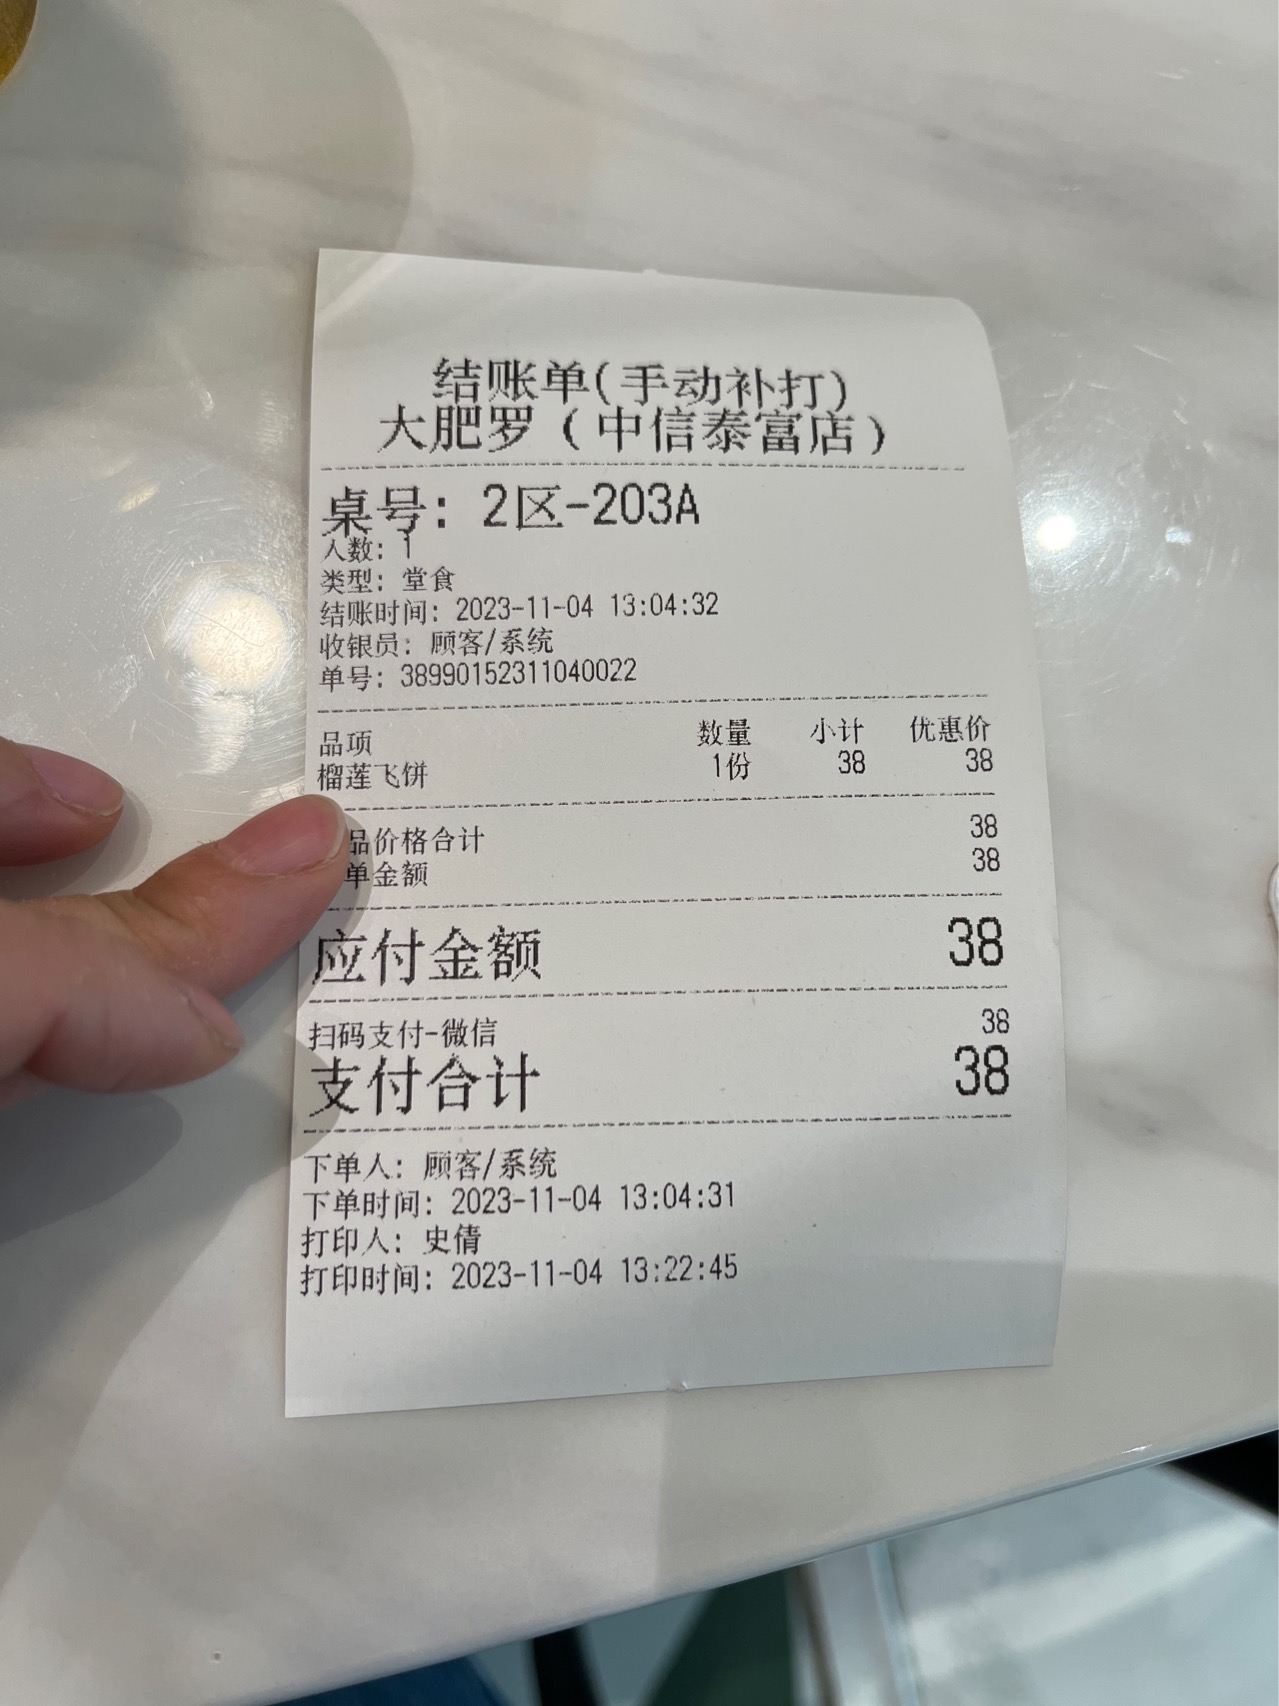 结账单(手动补打)
大肥罗（中信泰富店）
桌号: 2区-203A
人数: 1
类型: 堂食
结账时间: 2023-11-04 13:04:32
收银员: 顾客/系统
单号: 38990152311040022
品项 数量 小计 优惠价
榴莲飞饼 1份 38 38
品价格合计 38
单金额 38
应付金额 38
扫码支付-微信 38
支付合计 38
下单人: 顾客/系统
下单时间: 2023-11-04 13:04:31
打印人: 史倩
打印时间: 2023-11-04 13:22:45